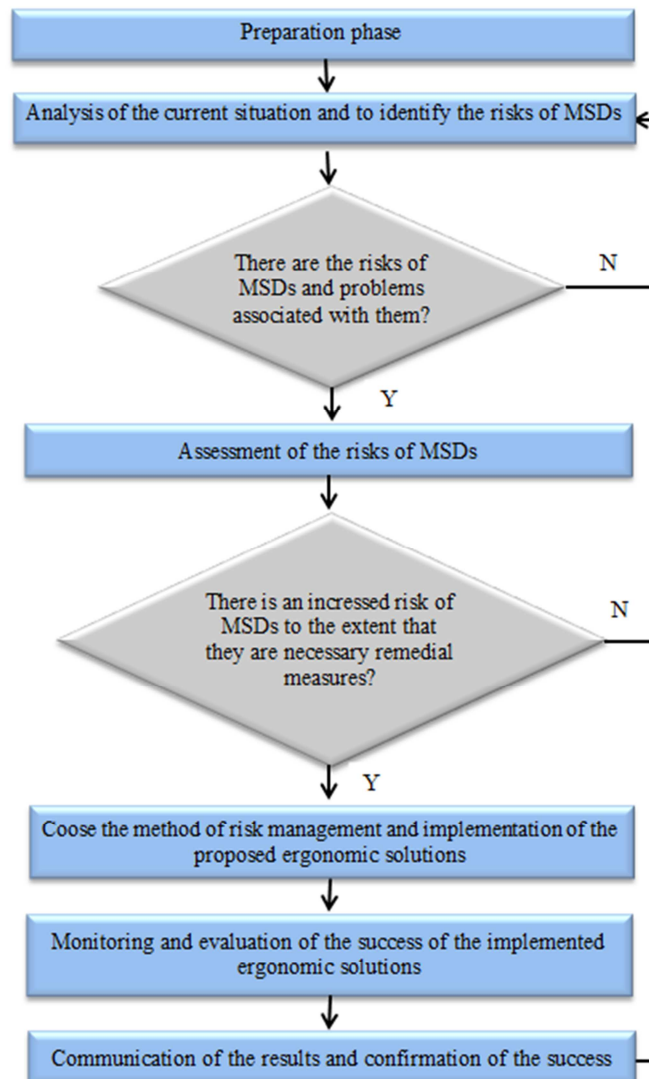 Preparation phase
Analysis of the current situation and to identify the risks of MSDs
There are the risks of
MSDs and problems
associated with them?
N
Y
Assessment of the risks of MSDs
There is an incressed risk of
MSDs to the extent that
they are necessary remedial
measures?
N
Y
Coose the method of risk management and implementation of the
proposed ergonomic solutions
Monitoring and evaluation of the success of the implemented
ergonomic solutions
Communication of the results and confirmation of the success